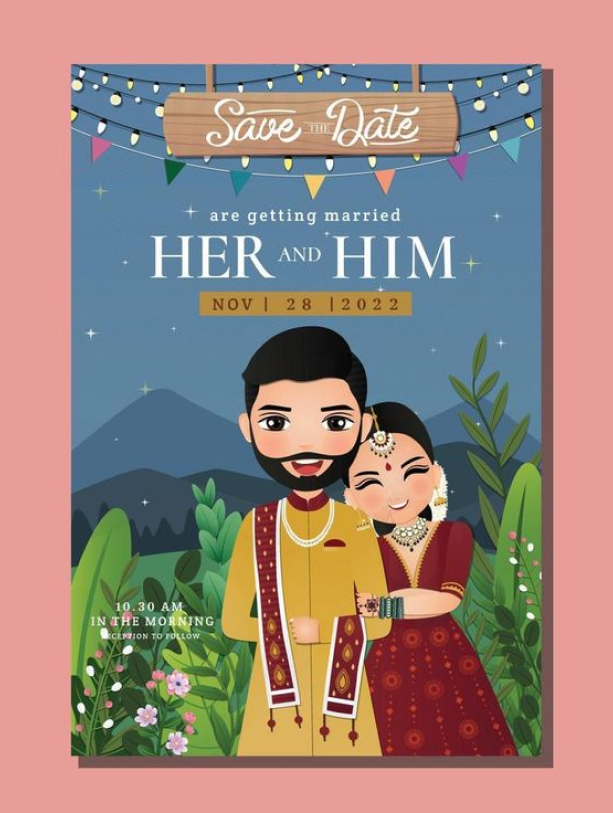 Save THE Date
are getting married
HER AND HIM
NOV | 28 | 2022
10.30 AM
IN THE MORNING
RECEPTION TO FOLLOW